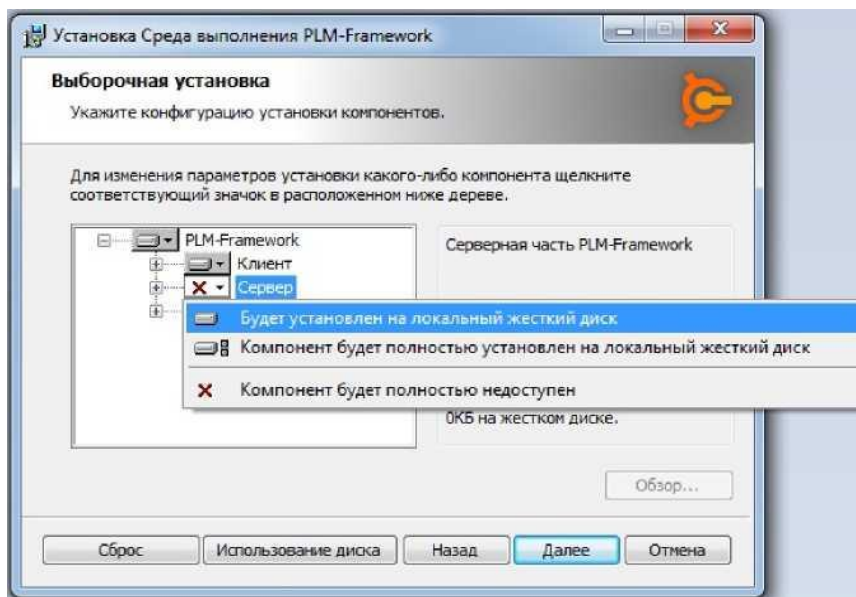 Установка Среда выполнения PLM-Framework
Выборочная установка
Укажите конфигурацию установки компонентов.
Для изменения параметров установки какого-либо компонента щелкните
соответствующий значок в расположенном ниже дереве.
PLM-Framework
Клиент
Сервер
Серверная часть PLM-Framework
Будет установлен на локальный жесткий диск
Компонент будет полностью установлен на локальный жесткий диск
Компонент будет полностью недоступен
0КБ на жестком диске.
Обзор...
Сброс
Использование диска
Назад
Далее
Отмена